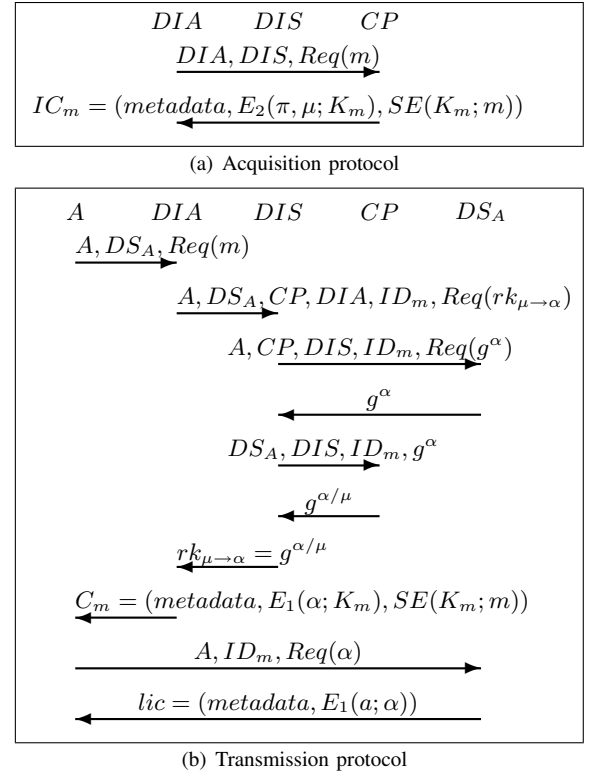 DIA DIS CP
DIA, DIS, Req(m)
IC_m = (metadata, E_2(π, μ; K_m), SE(K_m; m))
(a) Acquisition protocol
A DIA DIS CP DS_A
A, DS_A, Req(m)
A, DS_A, CP, DIA, ID_m, Req(rk_{μ→α})
A, CP, DIS, ID_m, Req(g^α)
g^α
DS_A, DIS, ID_m, g^α
g^{α/μ}
rk_{μ→α} = g^{α/μ}
C_m = (metadata, E_1(α; K_m), SE(K_m; m))
A, ID_m, Req(α)
lic = (metadata, E_1(a; α))
(b) Transmission protocol